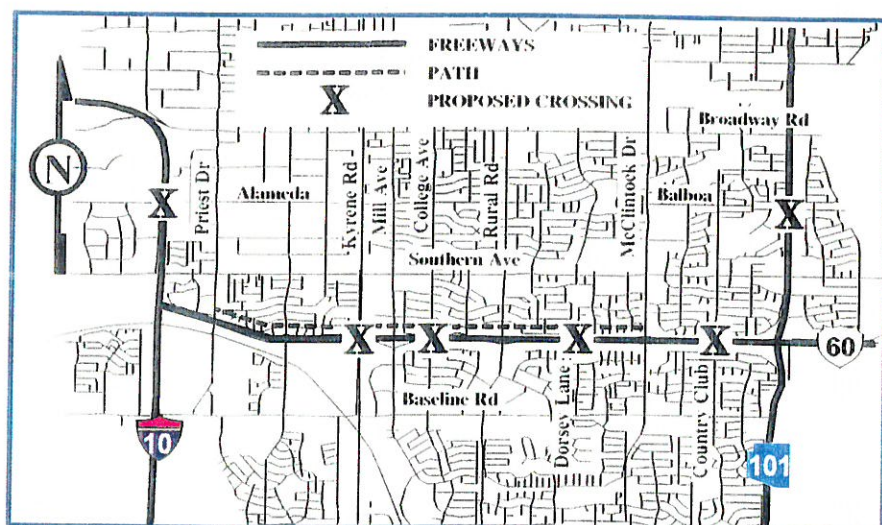 FREEWAYS
PATH
X PROPOSED CROSSING
Broadway Rd
N
X
Priest Dr
Alameda
Kyrene Rd
Mill Ave
College Ave
Rural Rd
McClintock Dr
Balboa
X
Southern Ave
X
X
X
X
60
Baseline Rd
Dorsey Lane
Country Club
10
101